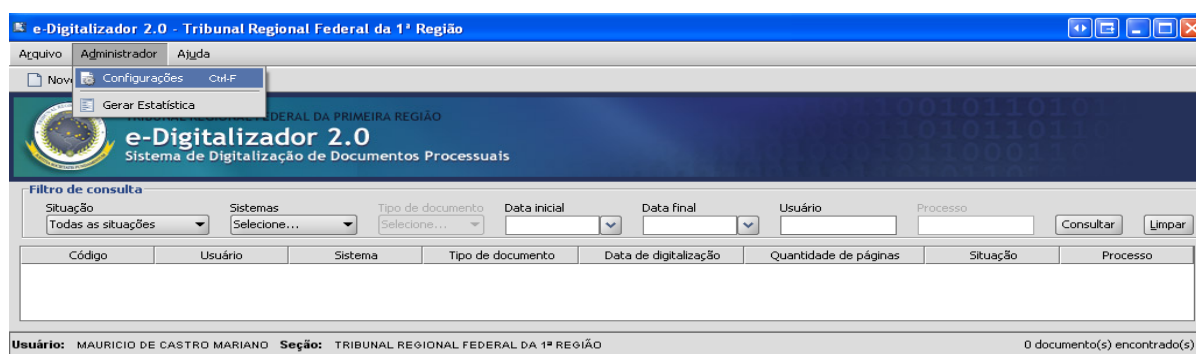 e-Digitalizador 2.0 - Tribunal Regional Federal da 1ª Região
Arquivo Administrador Ajuda
Configurações Ctrl-F
Gerar Estatística
FEDERAL DA PRIMEIRA REGIÃO
e-Digitalizador 2.0
Sistema de Digitalização de Documentos Processuais
Filtro de consulta
Situação Sistemas Tipo de documento Data inicial Data final Usuário Processo
Todas as situações Selecione... Selecione... Consultar Limpar
Código Usuário Sistema Tipo de documento Data de digitalização Quantidade de páginas Situação Processo
Usuário: MAURICIO DE CASTRO MARIANO Seção: TRIBUNAL REGIONAL FEDERAL DA 1ª REGIÃO 0 documento(s) encontrado(s)